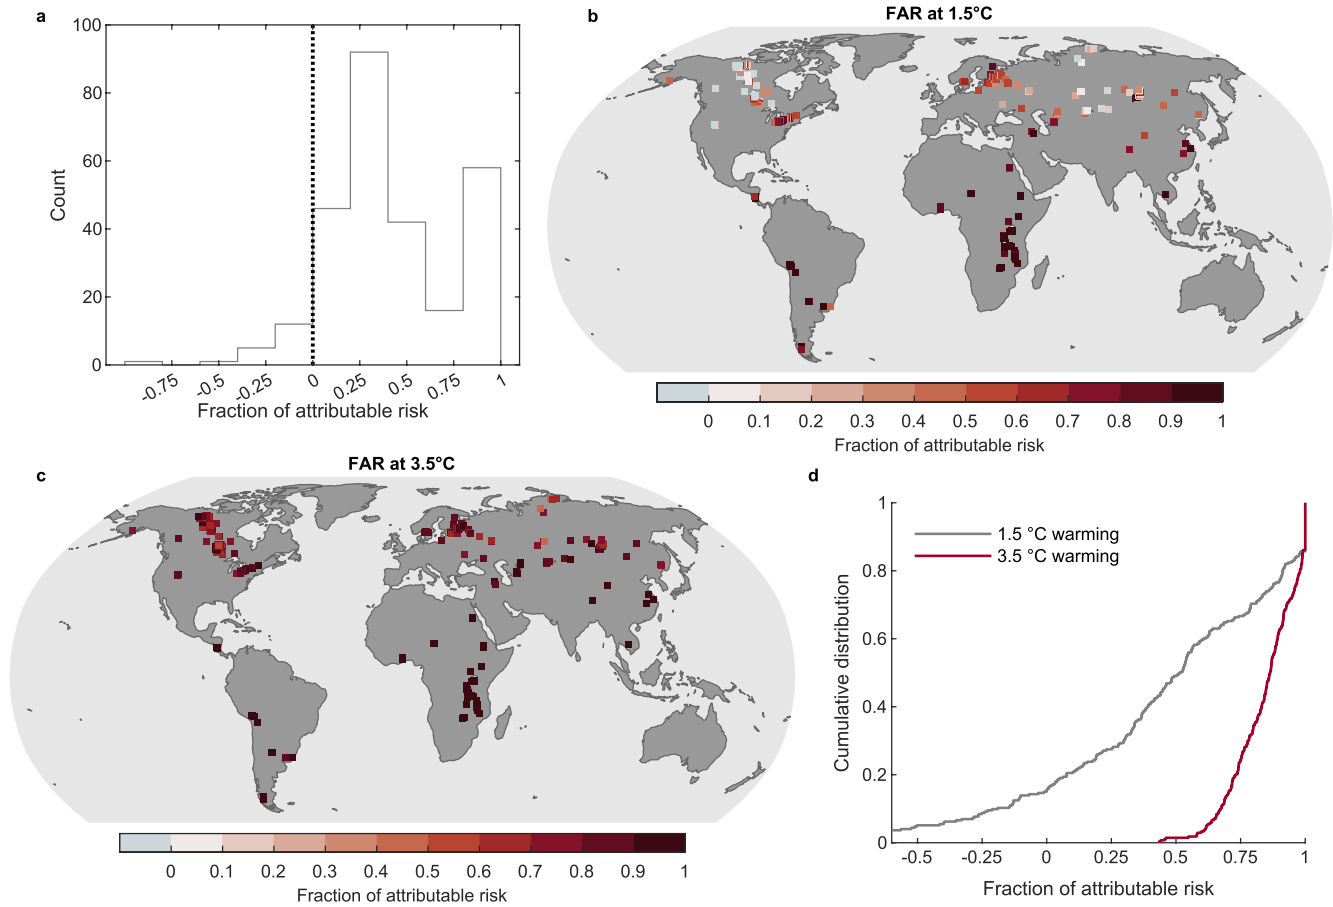 a
100
80
60
40
20
0
Count
-0.75 -0.5 -0.25 0 0.25 0.5 0.75 1
Fraction of attributable risk
b
FAR at 1.5°C
0 0.1 0.2 0.3 0.4 0.5 0.6 0.7 0.8 0.9 1
Fraction of attributable risk
c
FAR at 3.5°C
0 0.1 0.2 0.3 0.4 0.5 0.6 0.7 0.8 0.9 1
Fraction of attributable risk
d
1
0.8
0.6
0.4
0.2
0
Cumulative distribution
1.5 °C warming
3.5 °C warming
-0.5 -0.25 0 0.25 0.5 0.75 1
Fraction of attributable risk